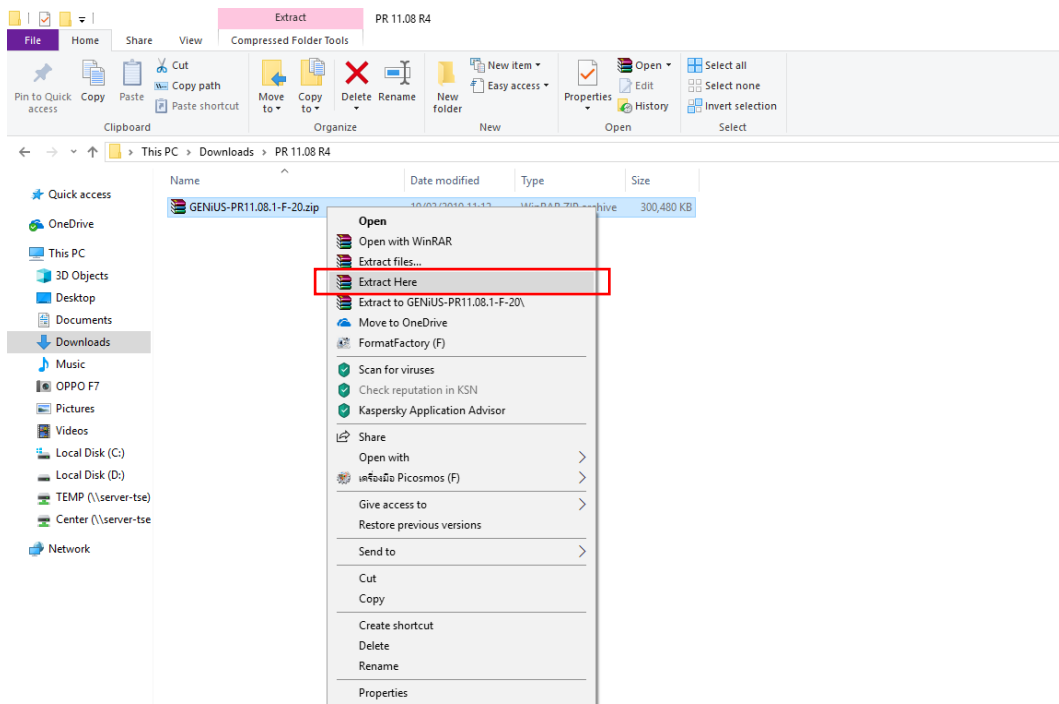 Extract
PR 11.08 R4
File
Home
Share
View
Compressed Folder Tools
Pin to Quick access
Copy
Paste
Cut
Copy path
Paste shortcut
Clipboard
Move to
Copy to
Delete
Rename
Organize
New folder
New item
Easy access
New
Properties
Open
Edit
History
Open
Select all
Select none
Invert selection
Select
This PC > Downloads > PR 11.08 R4
Name
Date modified
Type
Size
GENiUS-PR11.08.1-F-20.zip
WinRAR ZIP archive
300,480 KB
Quick access
OneDrive
This PC
3D Objects
Desktop
Documents
Downloads
Music
OPPO F7
Pictures
Videos
Local Disk (C:)
Local Disk (D:)
TEMP (\\server-tse)
Center (\\server-tse
Network
Open
Open with WinRAR
Extract files...
Extract Here
Extract to GENiUS-PR11.08.1-F-20\
Move to OneDrive
FormatFactory (F)
Scan for viruses
Check reputation in KSN
Kaspersky Application Advisor
Share
Open with
เครื่องมือ Picosmos (F)
Give access to
Restore previous versions
Send to
Cut
Copy
Create shortcut
Delete
Rename
Properties